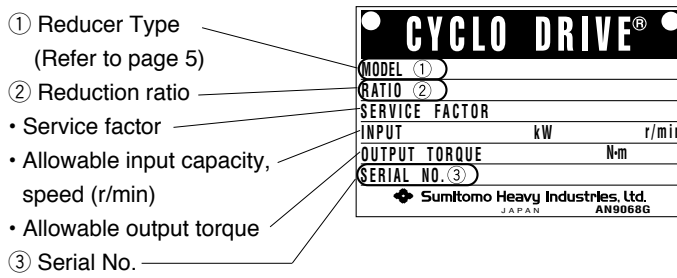 ① Reducer Type
(Refer to page 5)
② Reduction ratio
• Service factor
• Allowable input capacity,
speed (r/min)
• Allowable output torque
③ Serial No.
CYCLO DRIVE®
MODEL ①
RATIO ②
SERVICE FACTOR
INPUT kW r/min
OUTPUT TORQUE N•m
SERIAL NO.③
Sumitomo Heavy Industries, Ltd.
JAPAN AN9068G